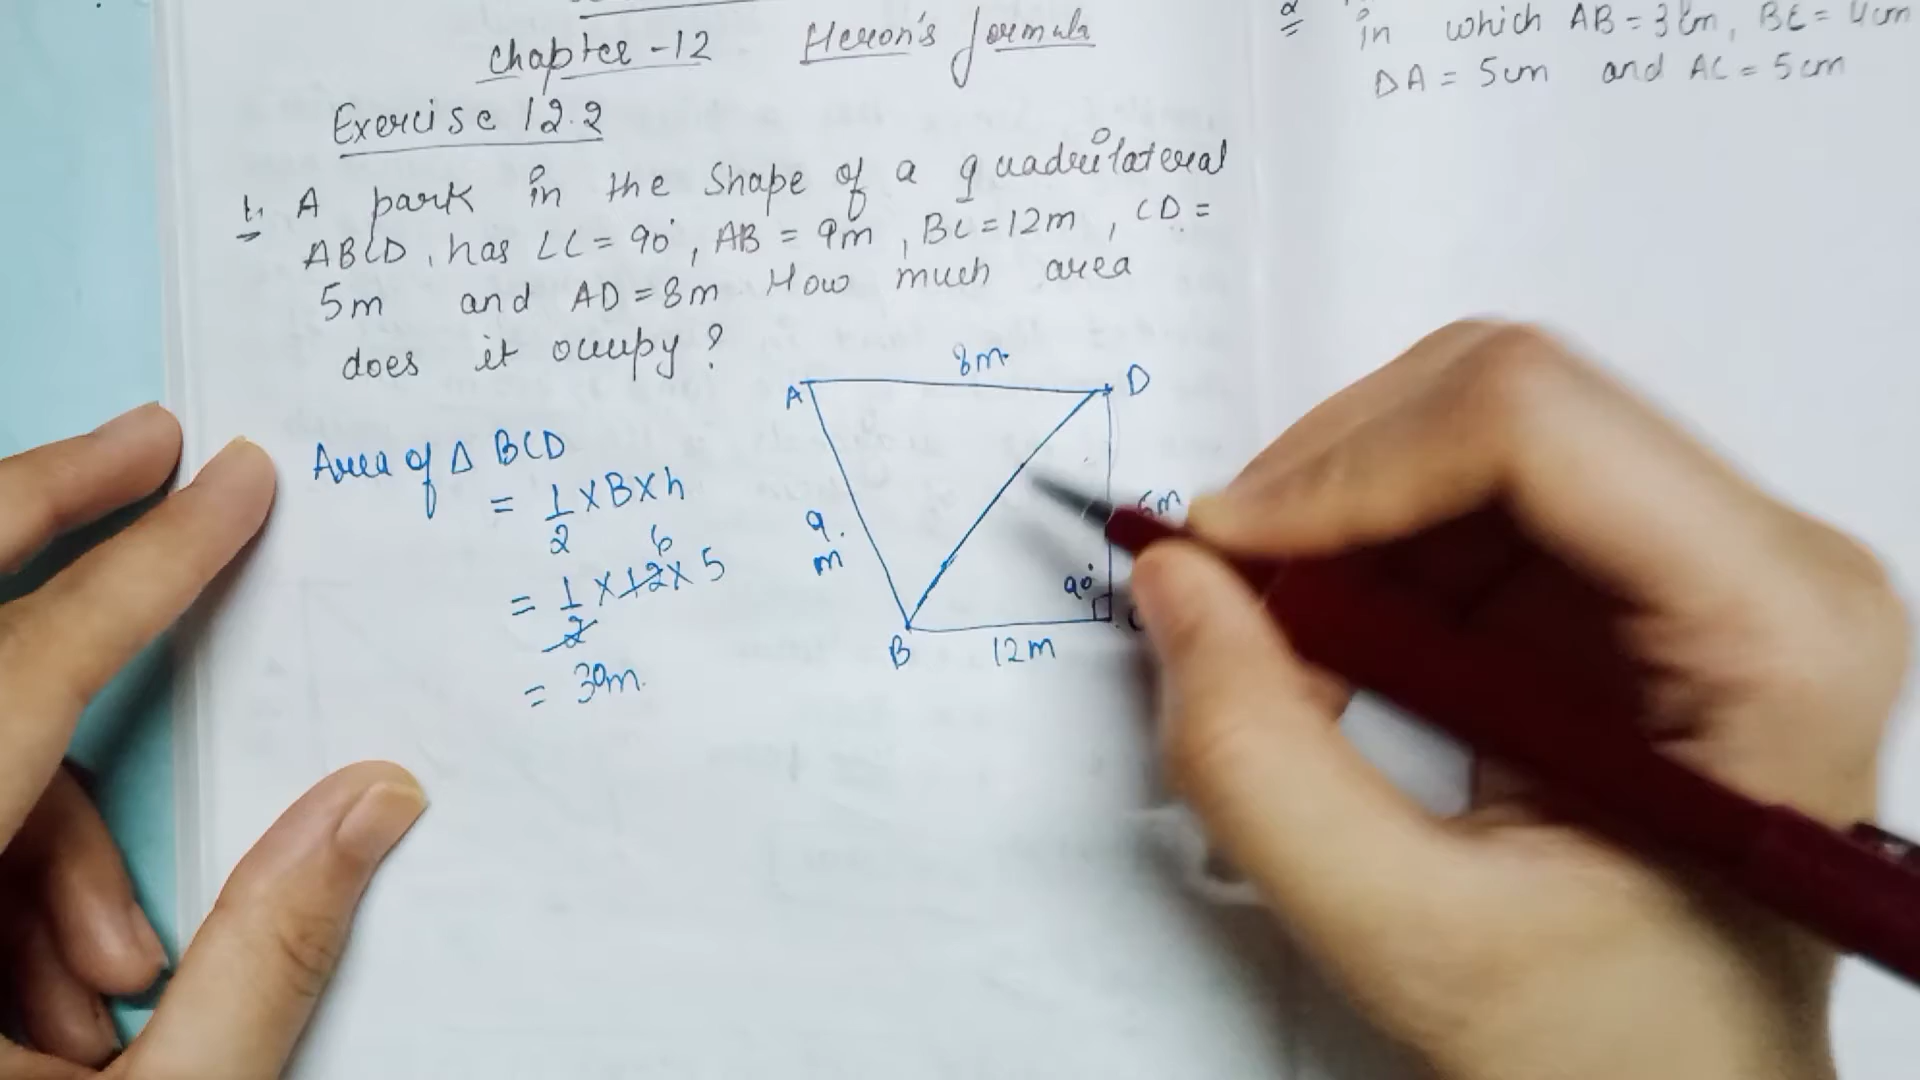 Chapter - 12 Heron's formula
Exercise 12.2
1. A park in the shape of a quadrilateral
ABCD, has ∠C = 90°, AB = 9m, BC = 12m, CD =
5m and AD = 8m How much area
does it occupy?
8m
A D
Area of Δ BCD
= 1/2 × B × h
9
m
6
= 1/2 × 12 × 5
90°
B 12m
= 30m
in which AB = 3cm, BC = 4cm
DA = 5cm and AC = 5cm